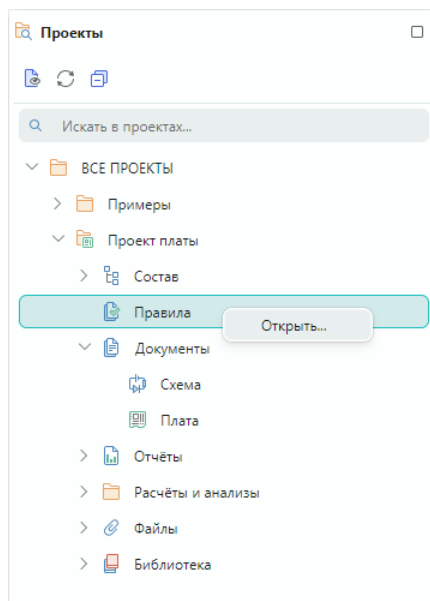 Проекты
Искать в проектах...
ВСЕ ПРОЕКТЫ
Примеры
Проект платы
Состав
Правила
Открыть...
Документы
Схема
Плата
Отчёты
Расчёты и анализы
Файлы
Библиотека